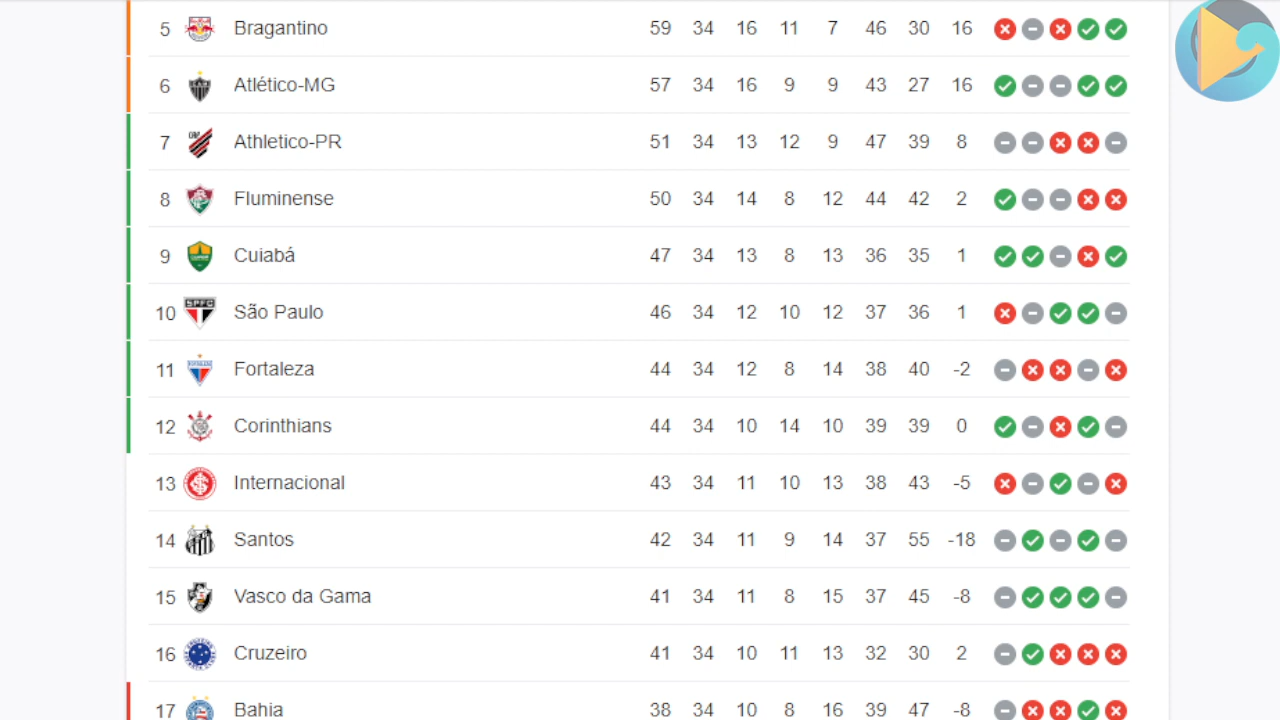 5 Bragantino 59 34 16 11 7 46 30 16
6 Atlético-MG 57 34 16 9 9 43 27 16
7 Athletico-PR 51 34 13 12 9 47 39 8
8 Fluminense 50 34 14 8 12 44 42 2
9 Cuiabá 47 34 13 8 13 36 35 1
10 São Paulo 46 34 12 10 12 37 36 1
11 Fortaleza 44 34 12 8 14 38 40 -2
12 Corinthians 44 34 10 14 10 39 39 0
13 Internacional 43 34 11 10 13 38 43 -5
14 Santos 42 34 11 9 14 37 55 -18
15 Vasco da Gama 41 34 11 8 15 37 45 -8
16 Cruzeiro 41 34 10 11 13 32 30 2
17 Bahia 38 34 10 8 16 39 47 -8